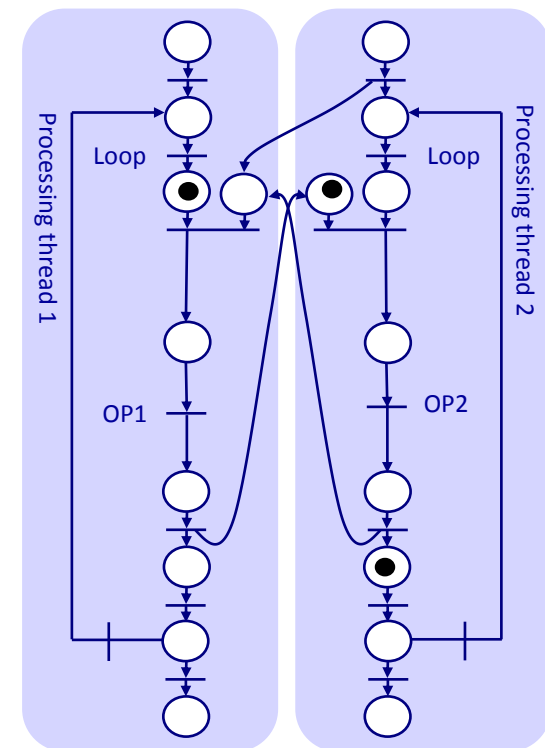 Processing thread 1
Loop
OP1
Loop
Processing thread 2
OP2